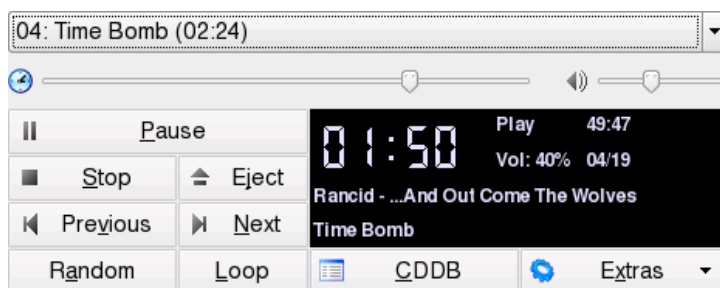 04: Time Bomb (02:24)
Pause
Stop
Eject
Previous
Next
Random
Loop
01:50
Play 49:47
Vol: 40% 04/19
Rancid - ...And Out Come The Wolves
Time Bomb
CDDB
Extras